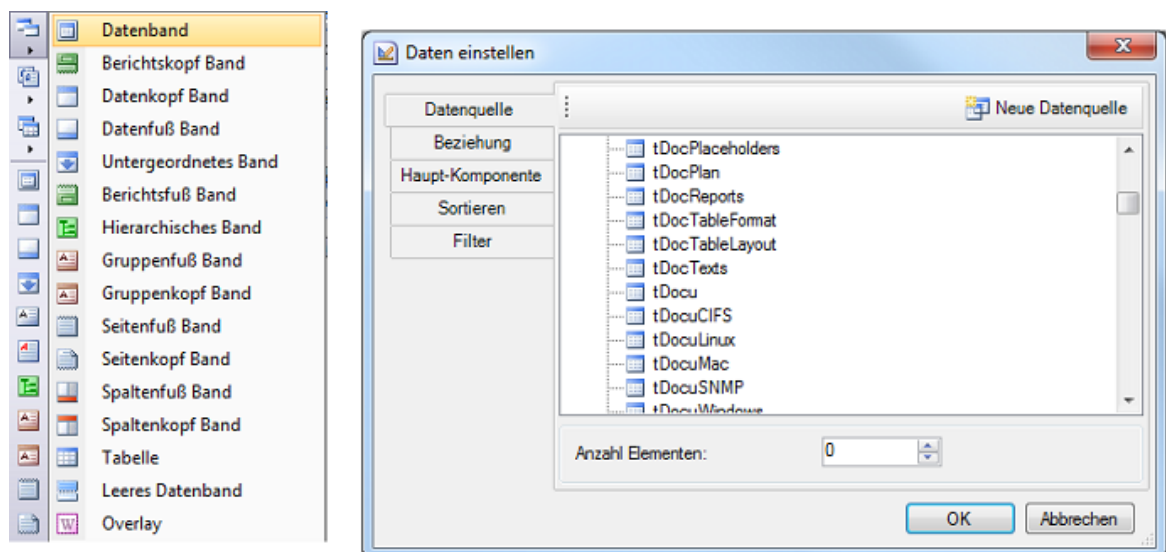 Datenband
Berichtskopf Band
Datenkopf Band
Datenfuß Band
Untergeordnetes Band
Berichtsfuß Band
Hierarchisches Band
Gruppenfuß Band
Gruppenkopf Band
Seitenfuß Band
Seitenkopf Band
Spaltenfuß Band
Spaltenkopf Band
Tabelle
Leeres Datenband
Overlay
Daten einstellen
Datenquelle
Beziehung
Haupt-Komponente
Sortieren
Filter
Neue Datenquelle
tDocPlaceholders
tDocPlan
tDocReports
tDocTableFormat
tDocTableLayout
tDocTexts
tDocu
tDocuCIFS
tDocuLinux
tDocuMac
tDocuSNMP
tDocuWindows
Anzahl Elementen: 0
OK Abbrechen